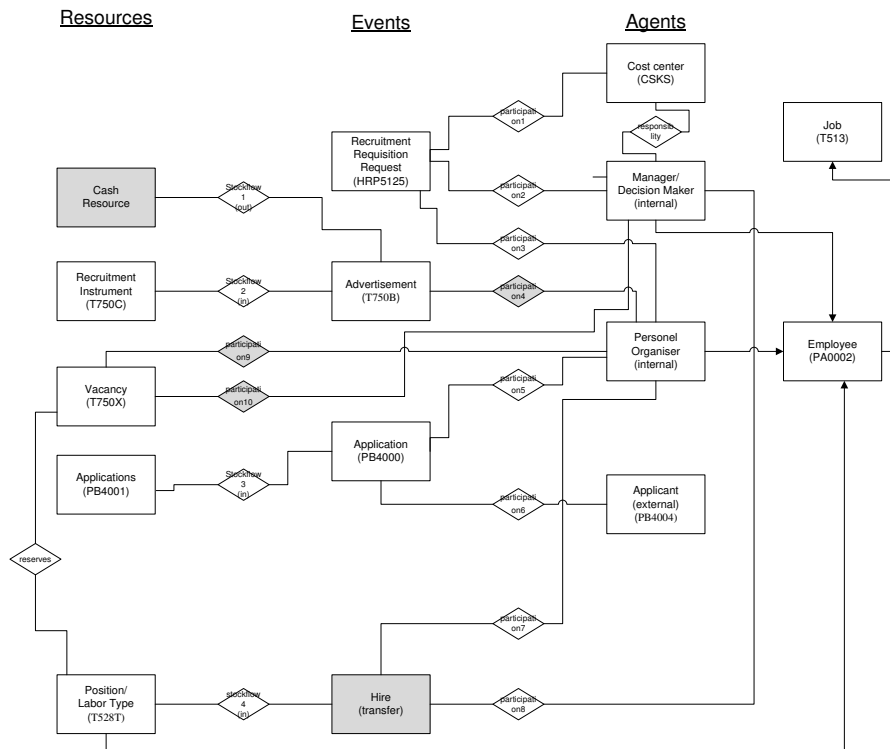 Resources
Events
Agents
Cost center
(CSKS)
participati
on1
responsibi
lity
Job
(T513)
Recruitment
Requisition
Request
(HRP5125)
Cash
Resource
Stockflow
1
(out)
participati
on2
Manager/
Decision Maker
(internal)
participati
on3
Recruitment
Instrument
(T750C)
Stockflow
2
(in)
Advertisement
(T750B)
participati
on4
participati
on9
Personel
Organiser
(internal)
Employee
(PA0002)
Vacancy
(T750X)
participati
on10
participati
on5
Application
(PB4000)
Applications
(PB4001)
Stockflow
3
(in)
participati
on6
Applicant
(external)
(PB4004)
reserves
participati
on7
Position/
Labor Type
(T528T)
stockflow
4
(in)
Hire
(transfer)
participati
on8